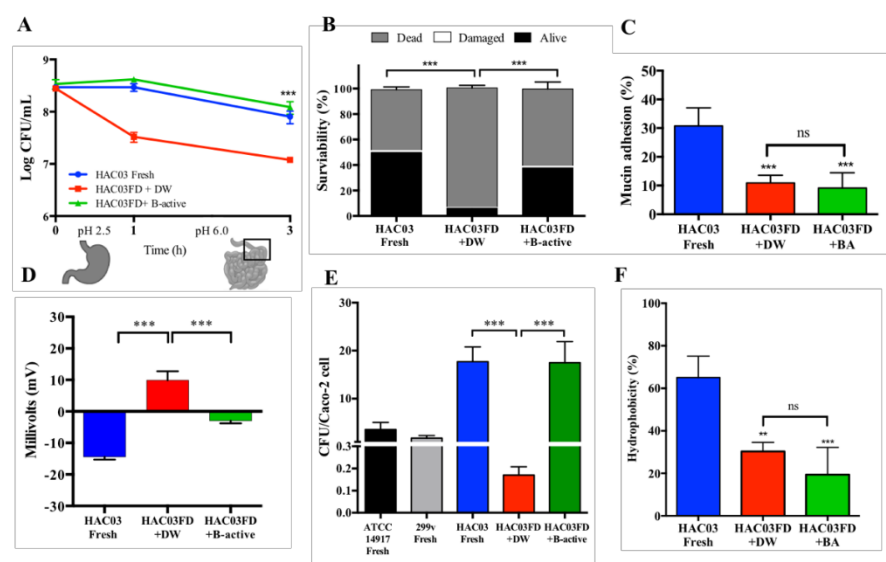 A
Log CFU/mL
9
8
7
6
***
HAC03 Fresh
HAC03FD + DW
HAC03FD+ B-active
0
1
3
pH 2.5
pH 6.0
Time (h)
B
Dead
Damaged
Alive
Surviability (%)
100
80
60
40
20
0
***
***
HAC03
Fresh
HAC03FD
+DW
HAC03FD
+B-active
C
Mucin adhesion (%)
50
40
30
20
10
0
ns
***
***
HAC03
Fresh
HAC03FD
+DW
HAC03FD
+BA
D
Millivolts (mV)
30
20
10
0
-10
-20
-30
***
***
HAC03
Fresh
HAC03FD
+DW
HAC03FD
+B-active
E
CFU/Caco-2 cell
30
20
10
0.3
0.2
0.1
0.0
***
***
ATCC
14917
Fresh
299v
Fresh
HAC03
Fresh
HAC03FD
+DW
HAC03FD
+B-active
F
Hydrophobicity (%)
100
80
60
40
20
0
ns
**
***
HAC03
Fresh
HAC03FD
+DW
HAC03FD
+BA